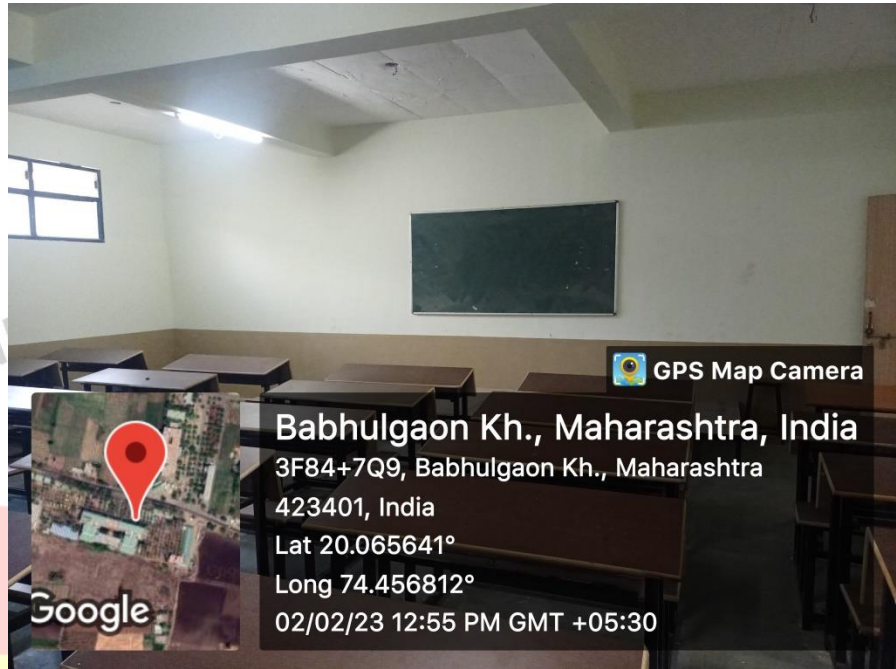 GPS Map Camera
Babhulgaon Kh., Maharashtra, India
3F84+7Q9, Babhulgaon Kh., Maharashtra
423401, India
Lat 20.065641°
Long 74.456812°
02/02/23 12:55 PM GMT +05:30
Google